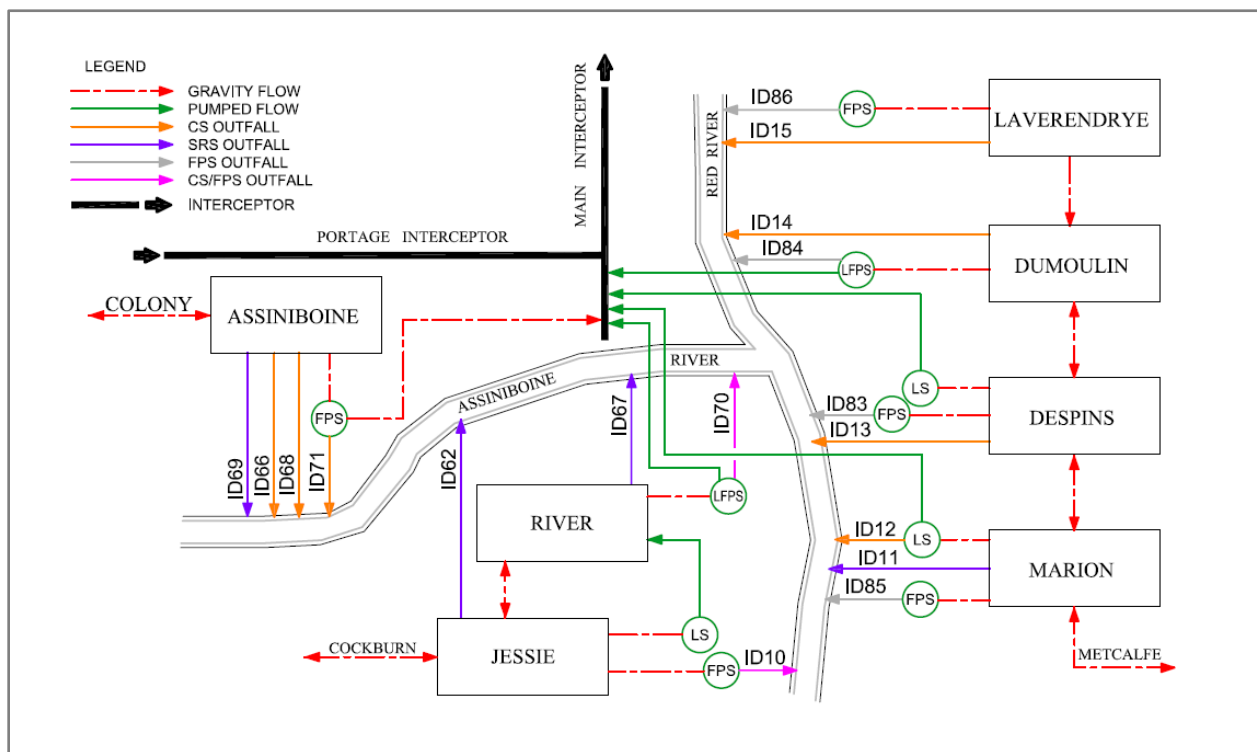 LEGEND
GRAVITY FLOW
PUMPED FLOW
CS OUTFALL
SRS OUTFALL
FPS OUTFALL
CS/FPS OUTFALL
INTERCEPTOR
MAIN INTERCEPTOR
PORTAGE INTERCEPTOR
RED RIVER
ID86
FPS
LAVERENDRYE
ID15
ID14
ID84
LFPS
DUMOULIN
COLONY
ASSINIBOINE
FPS
ID69
ID66
ID68
ID71
ASSINIBOINE
RIVER
ID62
ID67
ID70
LS
ID83
FPS
DESPINS
ID13
RIVER
LFPS
ID12
LS
ID11
MARION
ID85
FPS
COCKBURN
JESSIE
LS
FPS
ID10
METCALFE